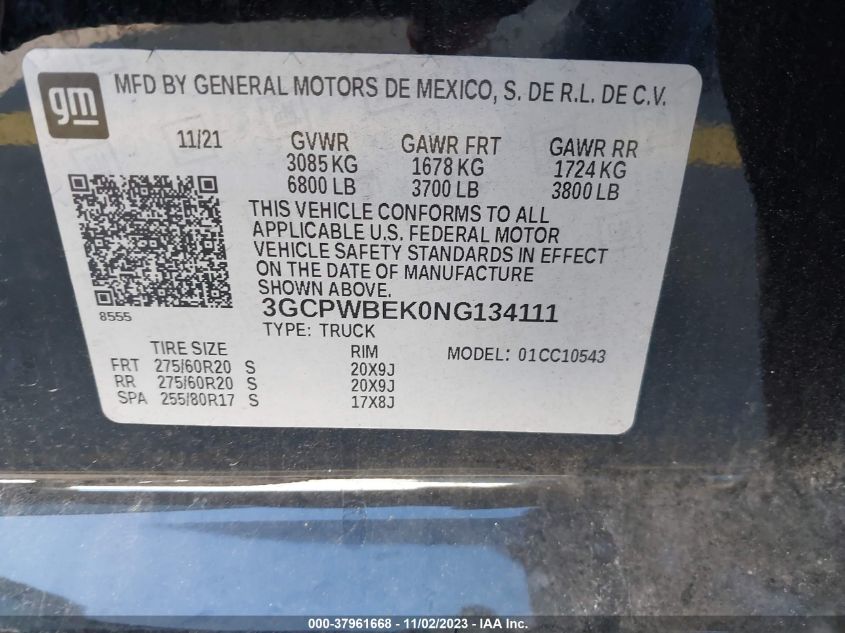 gm
MFD BY GENERAL MOTORS DE MEXICO, S. DE R.L. DE C.V.
11/21 GVWR GAWR FRT GAWR RR
3085 KG 1678 KG 1724 KG
6800 LB 3700 LB 3800 LB
THIS VEHICLE CONFORMS TO ALL
APPLICABLE U.S. FEDERAL MOTOR
VEHICLE SAFETY STANDARDS IN EFFECT
ON THE DATE OF MANUFACTURE
SHOWN ABOVE.
8555 3GCPWBEK0NG134111
TYPE: TRUCK
TIRE SIZE RIM MODEL: 01CC10543
FRT 275/60R20 S 20X9J
RR 275/60R20 S 20X9J
SPA 255/80R17 S 17X8J
000-37961668 - 11/02/2023 - IAAI.COM